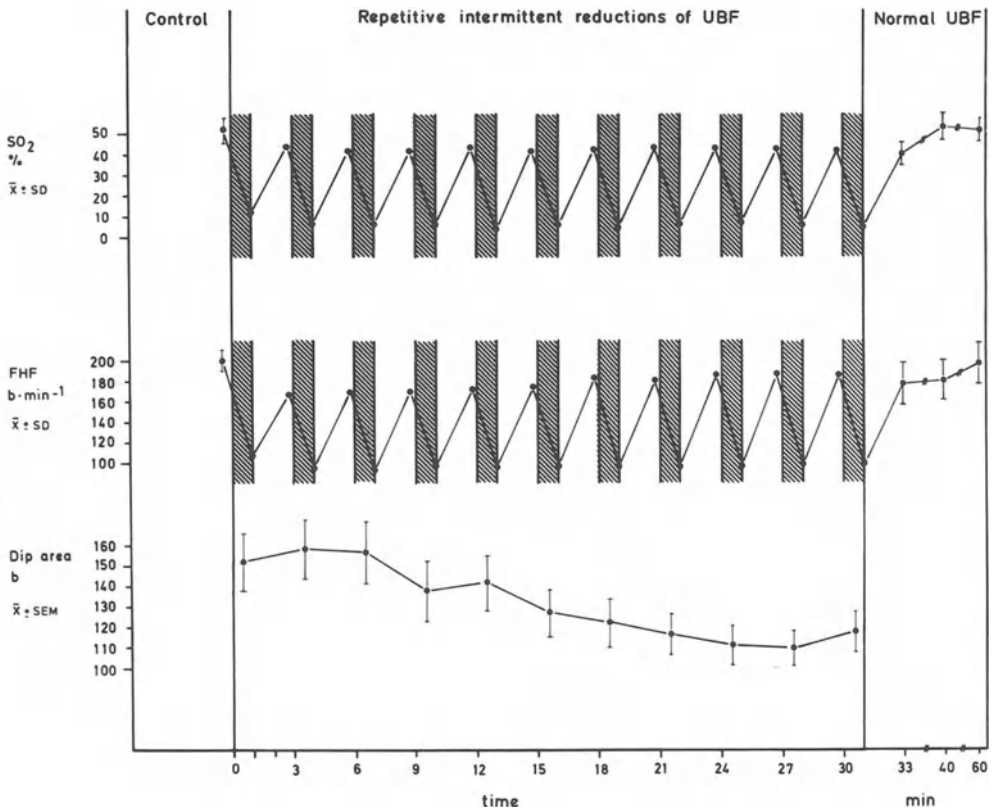 Control
Repetitive intermittent reductions of UBF
Normal UBF
SO2
%
x̄ ± SD
50
40
30
20
10
0
FHF
b·min-1
x̄ ± SD
200
180
160
140
120
100
Dip area
b
x̄ ± SEM
160
150
140
130
120
110
100
0 3 6 9 12 15 18 21 24 27 30 33 40 60
time min